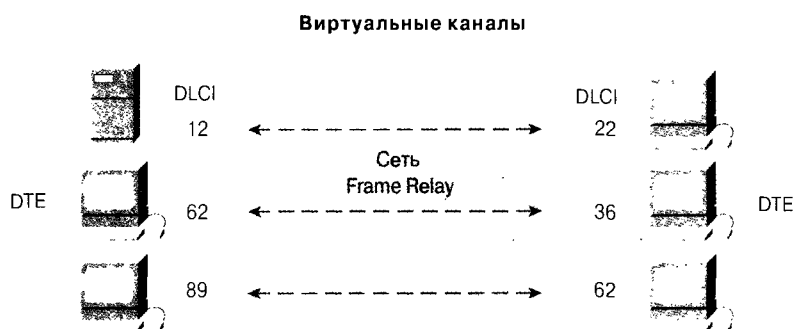 Виртуальные каналы
DLCI
DLCI
12
22
Сеть
Frame Relay
DTE
62
36
DTE
89
62